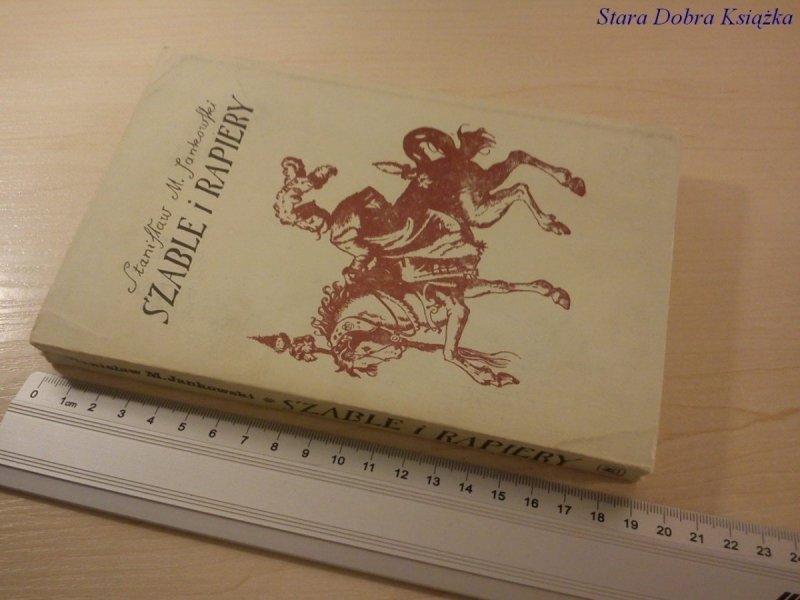 Stara Dobra Książka
Stanisław M. Jankowski
SZABLE i RAPIERY
Stanisław M. Jankowski * SZABLE i RAPIERY
0 1cm 2 3 4 5 6 7 8 9 10 11 12 13 14 15 16 17 18 19 20 21 22 23 24